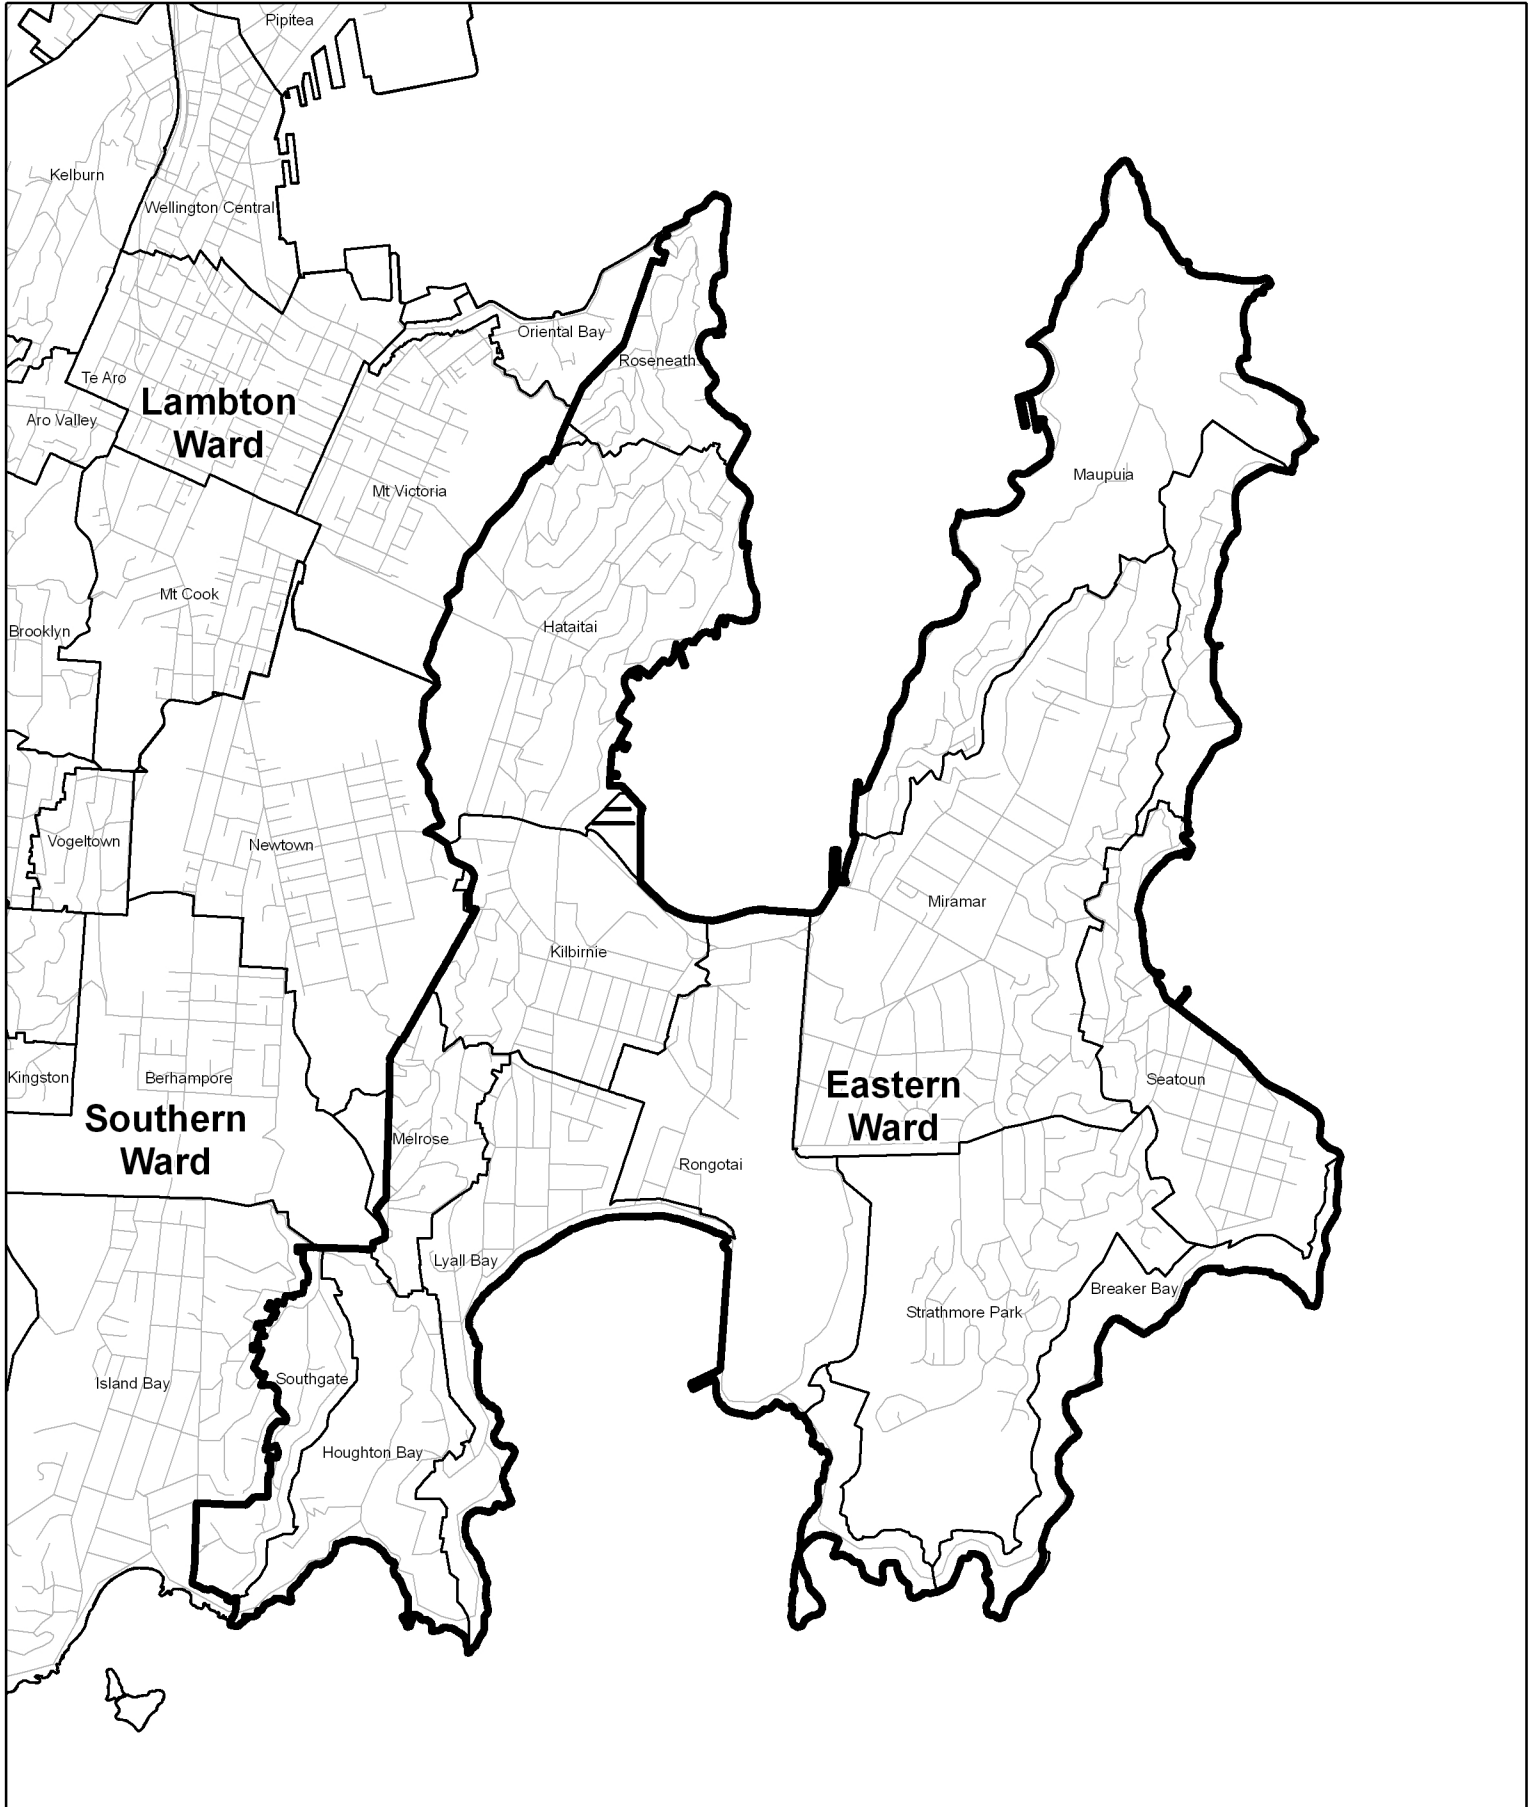 Pipitea
Kelburn
Wellington Central
Oriental Bay
Roseneath
Te Aro
Lambton
Ward
Aro Valley
Maupuia
Mt Victoria
Mt Cook
Hataitai
Brooklyn
Vogeltown
Newtown
Miramar
Kilbirnie
Kingston
Berhampore
Eastern
Ward
Seatoun
Southern
Ward
Melrose
Rongotai
Lyall Bay
Breaker Bay
Strathmore Park
Island Bay
Southgate
Houghton Bay